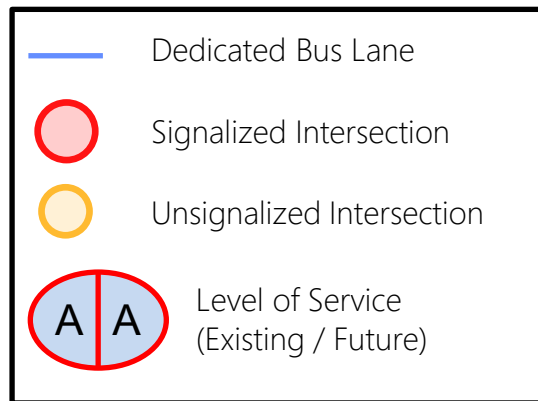 Dedicated Bus Lane
Signalized Intersection
Unsignalized Intersection
A A
Level of Service
(Existing / Future)